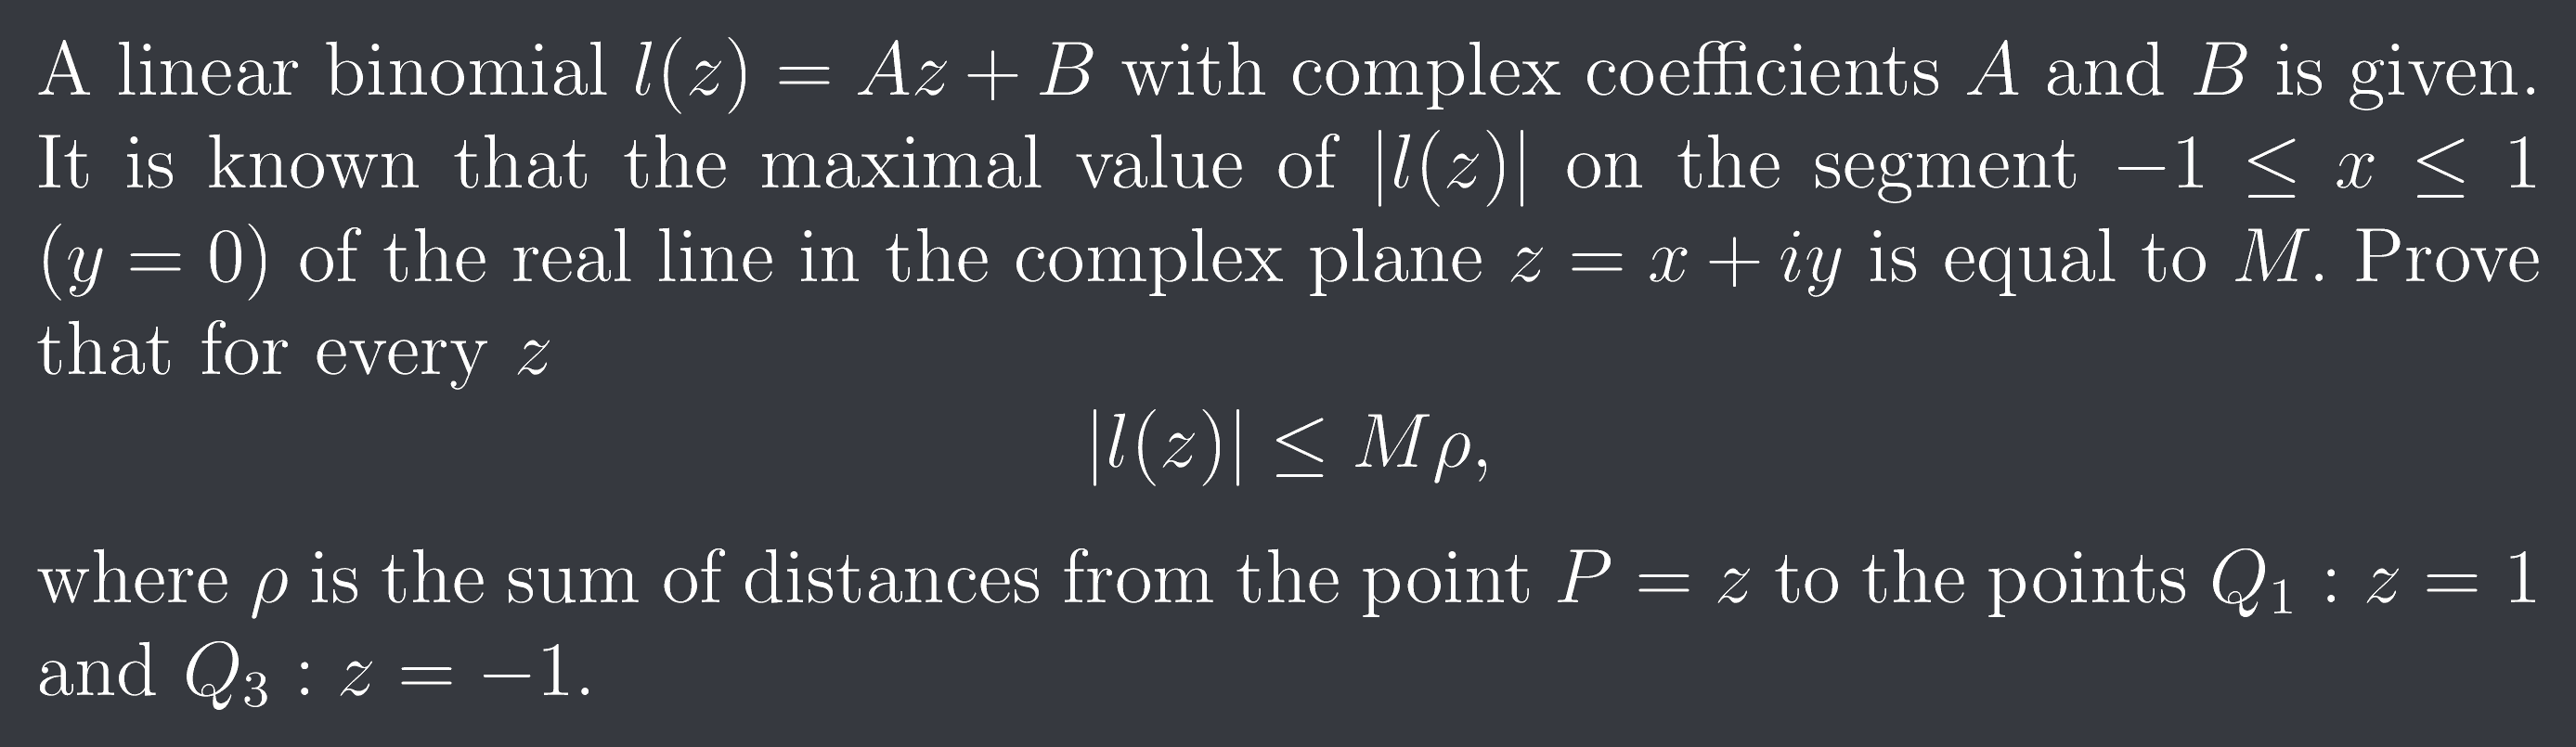 A linear binomial l(z) = Az + B with complex coefficients A and B is given.
It is known that the maximal value of |l(z)| on the segment −1 ≤ x ≤ 1
(y = 0) of the real line in the complex plane z = x + iy is equal to M. Prove
that for every z
|l(z)| ≤ Mρ,
where ρ is the sum of distances from the point P = z to the points Q₁ : z = 1
and Q₃ : z = −1.